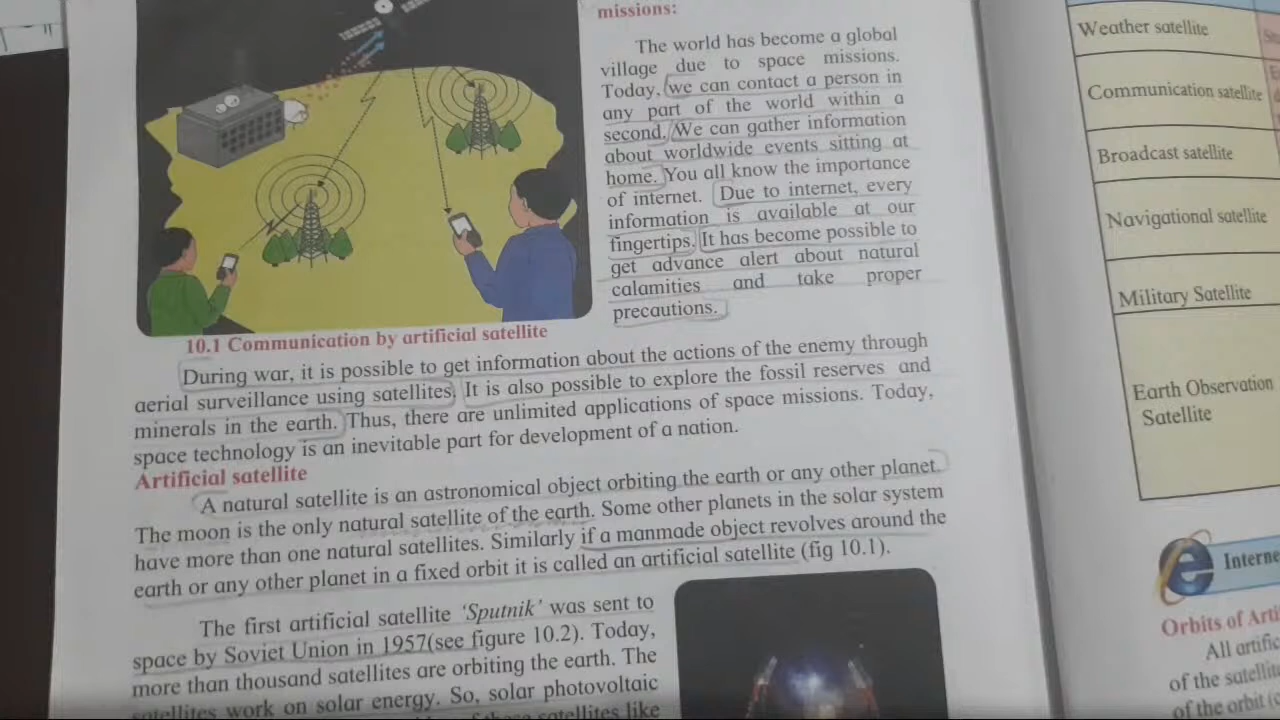 missions:
The world has become a global
village due to space missions.
Today, we can contact a person in
any part of the world within a
second. We can gather information
about worldwide events sitting at
home. You all know the importance
of internet. Due to internet, every
information is available at our
fingertips. It has become possible to
get advance alert about natural
calamities and take proper
precautions.
10.1 Communication by artificial satellite
During war, it is possible to get information about the actions of the enemy through
aerial surveillance using satellites. It is also possible to explore the fossil reserves and
minerals in the earth. Thus, there are unlimited applications of space missions. Today,
space technology is an inevitable part for development of a nation.
Artificial satellite
A natural satellite is an astronomical object orbiting the earth or any other planet.
The moon is the only natural satellite of the earth. Some other planets in the solar system
have more than one natural satellites. Similarly if a manmade object revolves around the
earth or any other planet in a fixed orbit it is called an artificial satellite (fig 10.1).
The first artificial satellite 'Sputnik' was sent to
space by Soviet Union in 1957(see figure 10.2). Today,
more than thousand satellites are orbiting the earth. The
satellites work on solar energy. So, solar photovoltaic
of these satellites like
Weather satellite
Communication satellite
Broadcast satellite
Navigational satellite
Military Satellite
Earth Observation
Satellite
Orbits of
All
of the
of the orbit